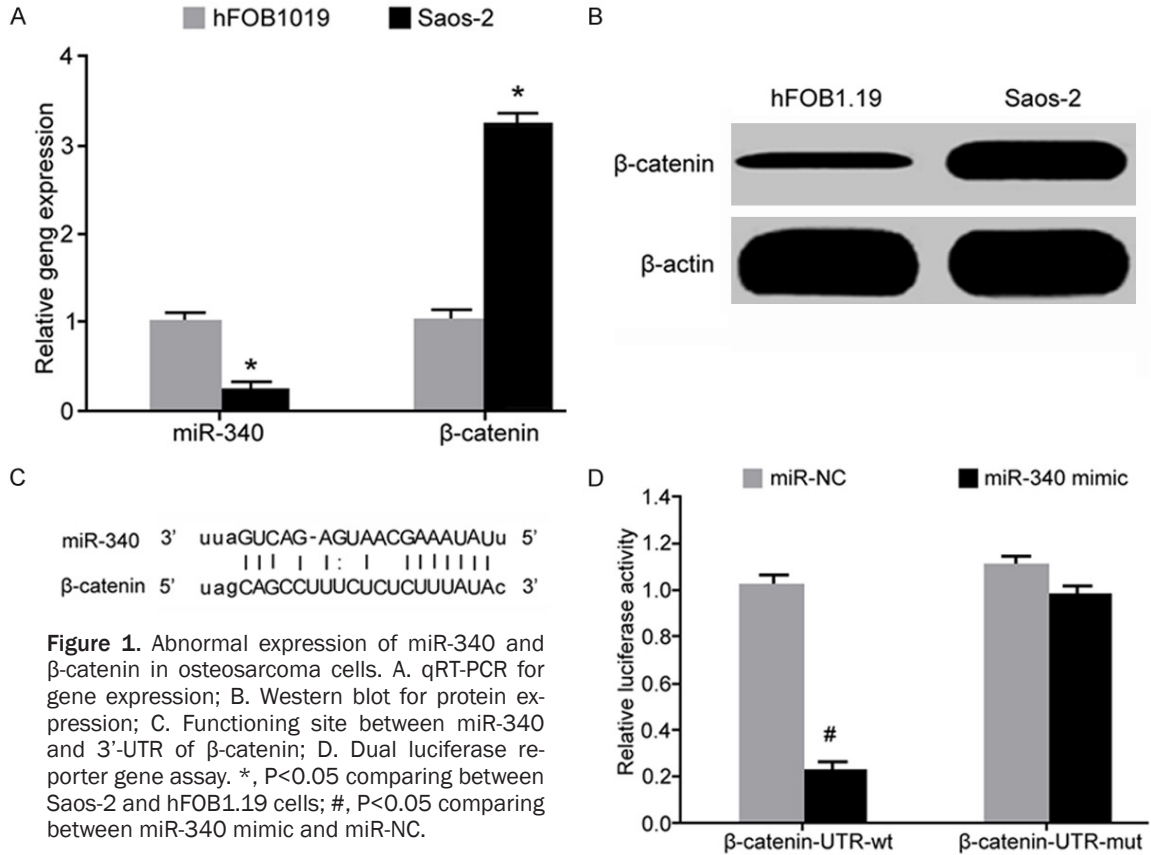 A
hFOB1019 Saos-2
4
3
2
1
0
Relative geng expression
*
*
miR-340 β-catenin
B
hFOB1.19 Saos-2
β-catenin
β-actin
C
miR-340 3' uuaGUCAG-AGUAACGAAAUAUu 5'
β-catenin 5' uagCAGCCUUUCUCUCUUUAUAc 3'
Figure 1. Abnormal expression of miR-340 and
β-catenin in osteosarcoma cells. A. qRT-PCR for
gene expression; B. Western blot for protein ex-
pression; C. Functioning site between miR-340
and 3'-UTR of β-catenin; D. Dual luciferase re-
porter gene assay. *, P<0.05 comparing between
Saos-2 and hFOB1.19 cells; #, P<0.05 comparing
between miR-340 mimic and miR-NC.
D
miR-NC miR-340 mimic
1.4
1.2
1.0
0.8
0.6
0.4
0.2
0.0
Relative luciferase activity
#
β-catenin-UTR-wt β-catenin-UTR-mut